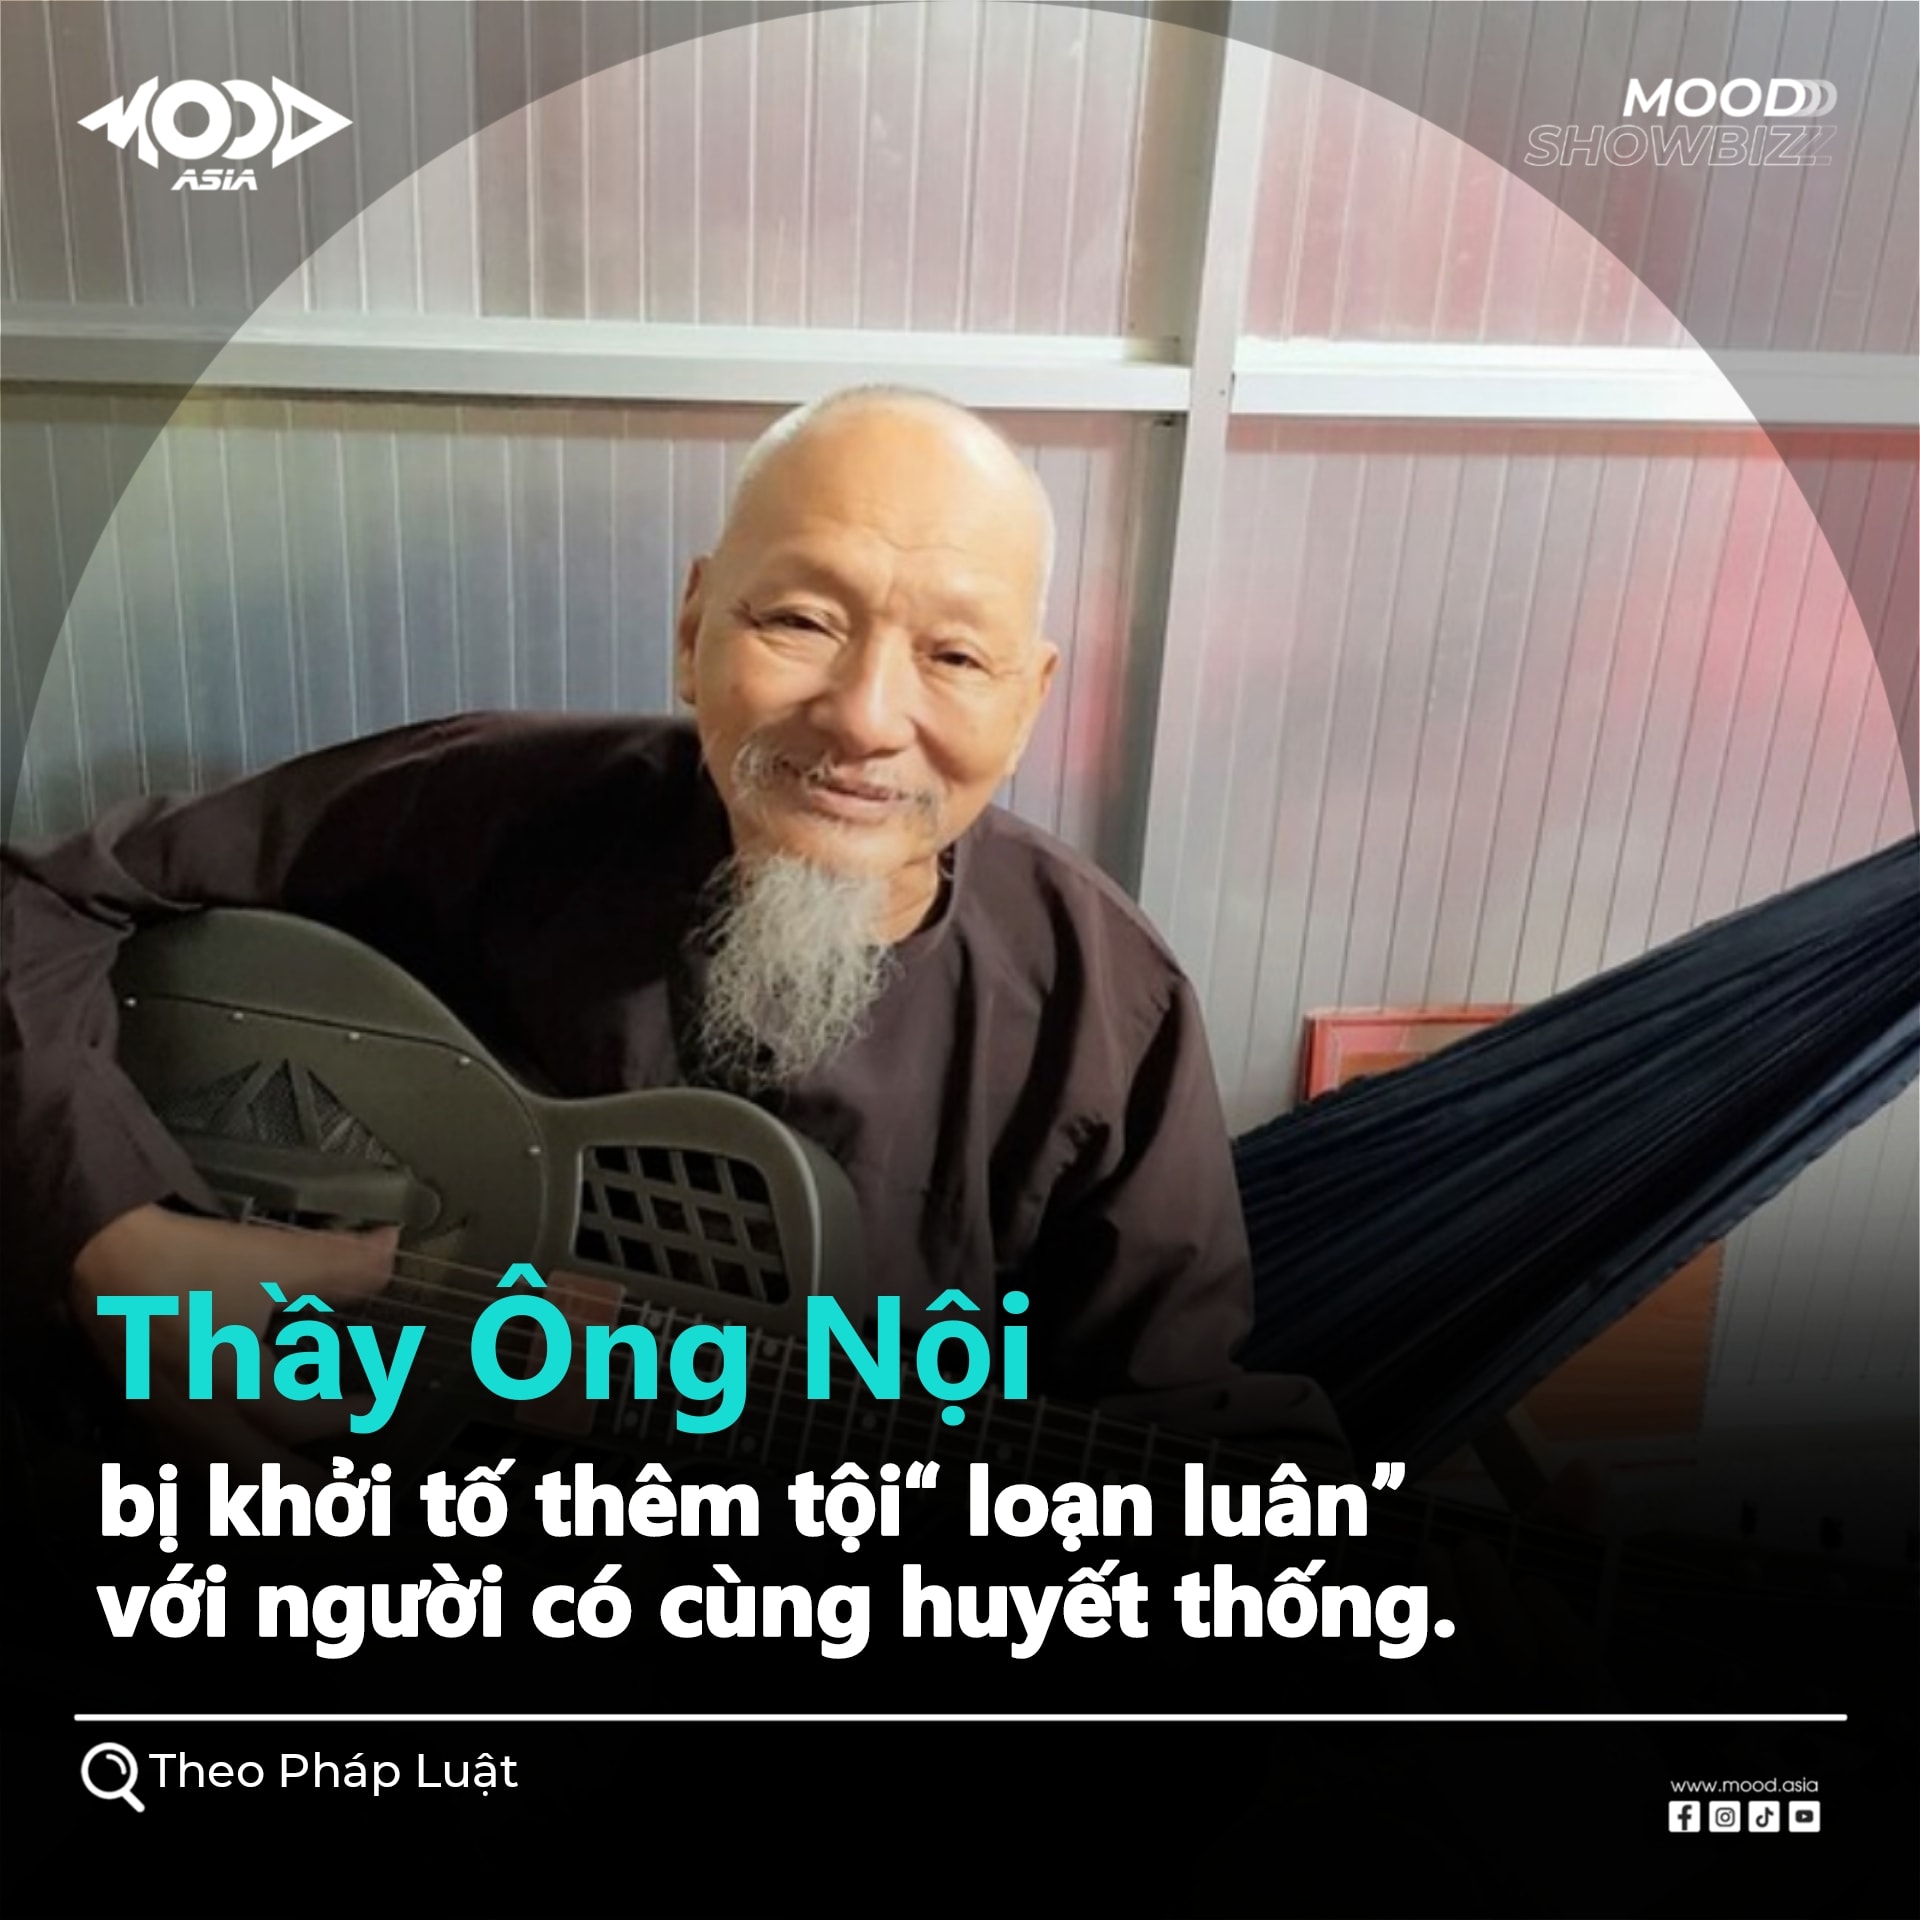 MOOD
ASIA
MOOD
SHOWBIZ
Thầy Ông Nội
bị khởi tố thêm tội“ loạn luân”
với người có cùng huyết thống.
Theo Pháp Luật
www.mood.asia